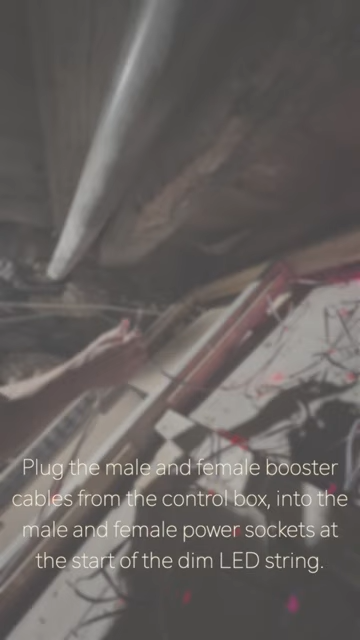 Plug the male and female booster
cables from the control box, into the
male and female power sockets at
the start of the dim LED string.